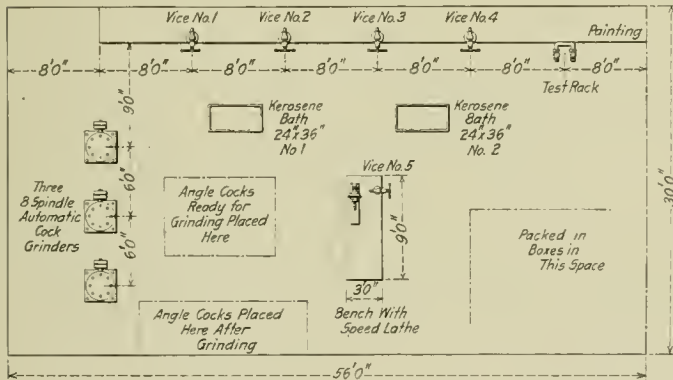 Vice No.1
Vice No.2
Vice No.3
Vice No.4
Painting
8'0"
8'0"
8'0"
8'0"
8'0"
8'0"
8'0"
Test Rack
9'0"
Kerosene
Bath
24"x36"
No 1
Kerosene
Bath
24"x36"
No. 2
Three
8 Spindle
Automatic
Cock
Grinders
6'0"
6'0"
Angle Cocks
Ready for
Grinding Placed
Here
Vice No.5
9'0"
3'0"
Bench With
Speed Lathe
Packed in
Boxes in
This Space
30'0"
Angle Cocks Placed
Here After
Grinding
56'0"